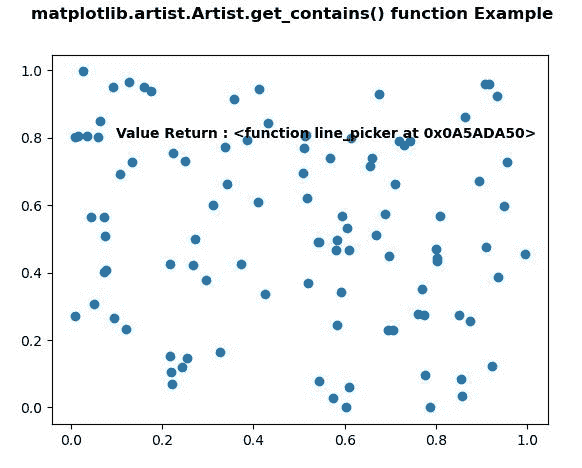 matplotlib.artist.Artist.get_contains() function Example
1.0
Value Return : <function line_picker at 0x0A5ADA50>
0.8
0.6
0.4
0.2
0.0
0.0 0.2 0.4 0.6 0.8 1.0